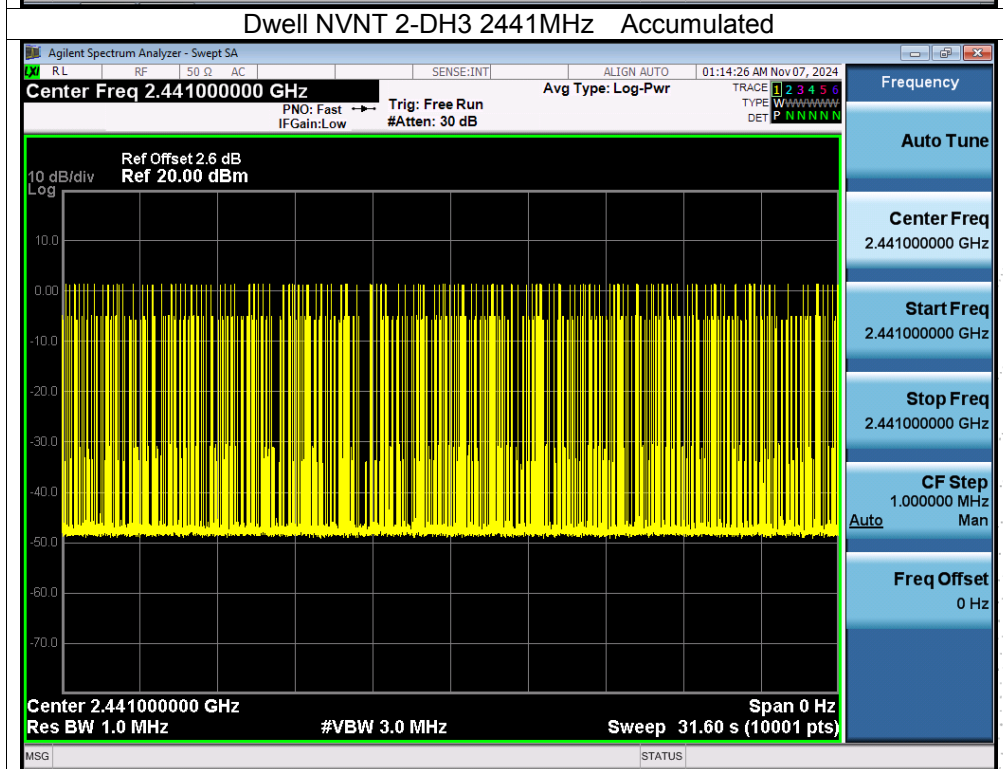 Dwell NVNT 2-DH3 2441MHz Accumulated
Agilent Spectrum Analyzer - Swept SA
LXI RL RF 50 Ω AC SENSE:INT ALIGN AUTO 01:14:26 AM Nov 07, 2024
Center Freq 2.441000000 GHz
PNO: Fast
IFGain:Low
Trig: Free Run
#Atten: 30 dB
Avg Type: Log-Pwr
TRACE 1 2 3 4 5 6
TYPE WWWWWW
DET P N N N N N
Frequency
Auto Tune
Center Freq
2.441000000 GHz
Start Freq
2.441000000 GHz
Stop Freq
2.441000000 GHz
CF Step
1.000000 MHz
Auto Man
Freq Offset
0 Hz
Ref Offset 2.6 dB
10 dB/div Ref 20.00 dBm
Log
10.0
0.00
-10.0
-20.0
-30.0
-40.0
-50.0
-60.0
-70.0
Center 2.441000000 GHz Span 0 Hz
Res BW 1.0 MHz #VBW 3.0 MHz Sweep 31.60 s (10001 pts)
MSG STATUS